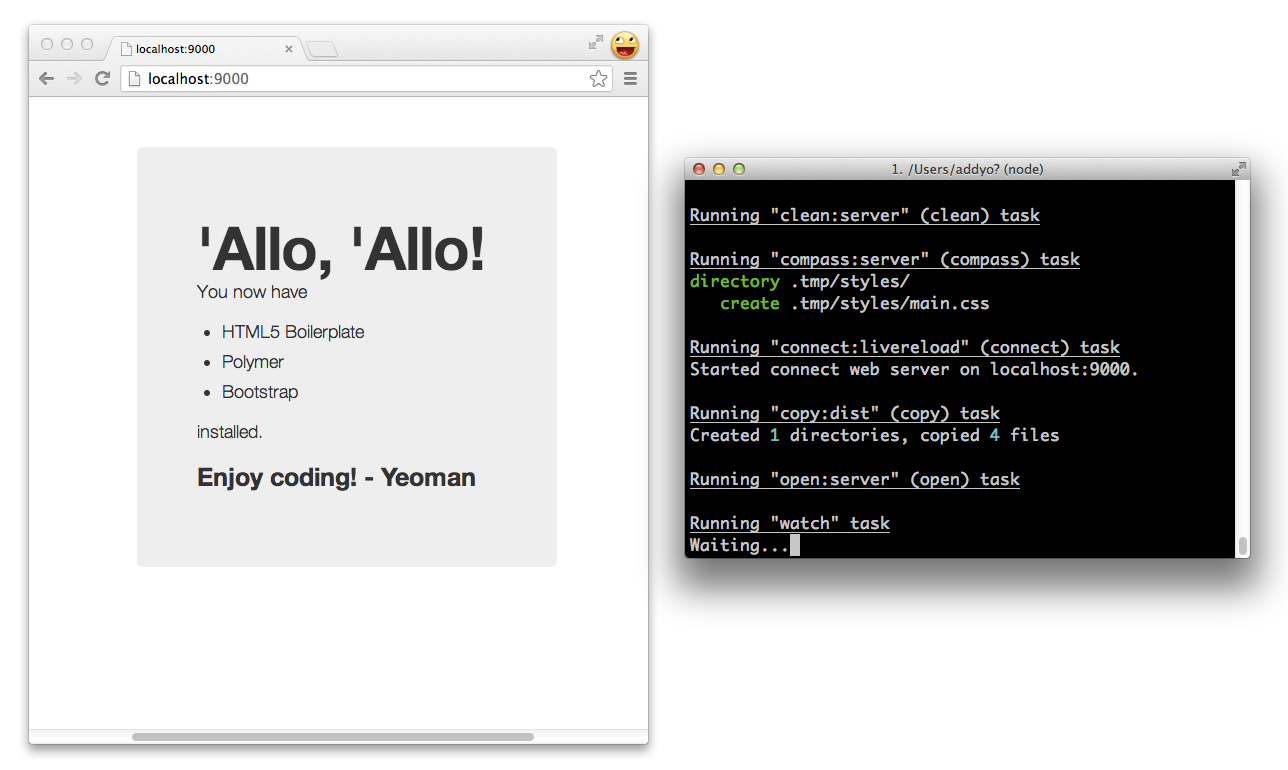 localhost:9000
localhost:9000
'Allo, 'Allo!
You now have
HTML5 Boilerplate
Polymer
Bootstrap
installed.
Enjoy coding! - Yeoman
1. /Users/addyo? (node)
Running "clean:server" (clean) task
Running "compass:server" (compass) task
directory .tmp/styles/
create .tmp/styles/main.css
Running "connect:livereload" (connect) task
Started connect web server on localhost:9000.
Running "copy:dist" (copy) task
Created 1 directories, copied 4 files
Running "open:server" (open) task
Running "watch" task
Waiting...